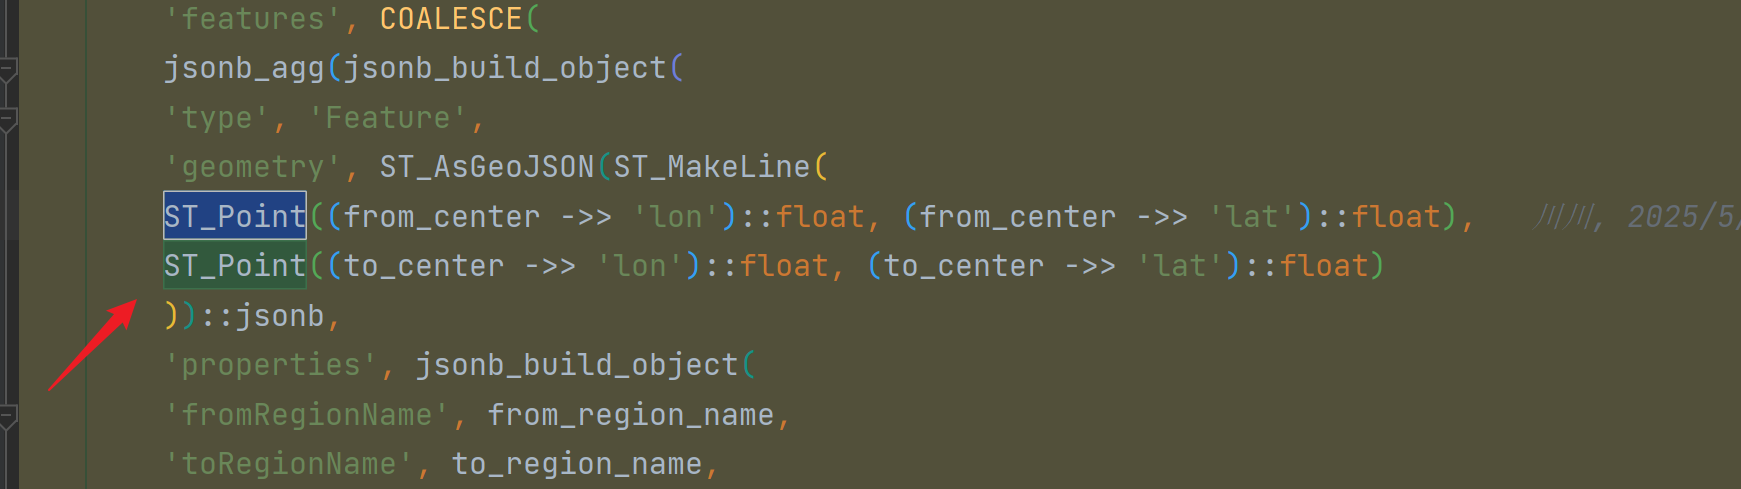 'features', COALESCE(
jsonb_agg(jsonb_build_object(
'type', 'Feature',
'geometry', ST_AsGeoJSON(ST_MakeLine(
ST_Point((from_center ->> 'lon')::float, (from_center ->> 'lat')::float), , 2025/5/
ST_Point((to_center ->> 'lon')::float, (to_center ->> 'lat')::float)
))::jsonb,
'properties', jsonb_build_object(
'fromRegionName', from_region_name,
'toRegionName', to_region_name,